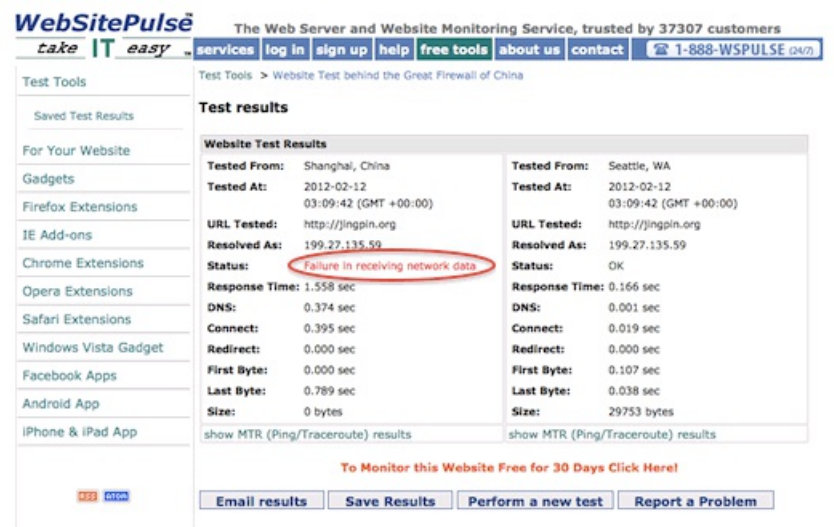 WebSitePulse
take IT easy
The Web Server and Website Monitoring Service, trusted by 37307 customers
services log in sign up help free tools about us contact 1-888-WSPULSE (24/7)
Test Tools
Saved Test Results
For Your Website
Gadgets
Firefox Extensions
IE Add-ons
Chrome Extensions
Opera Extensions
Safari Extensions
Windows Vista Gadget
Facebook Apps
Android App
iPhone & iPad App
RSS ATOM
Test Tools > Website Test behind the Great Firewall of China
Test results
Website Test Results
Tested From: Shanghai, China
Tested At: 2012-02-12
03:09:42 (GMT +00:00)
URL Tested: http://jingpin.org
Resolved As: 199.27.135.59
Status: Failure in receiving network data
Response Time: 1.558 sec
DNS: 0.374 sec
Connect: 0.395 sec
Redirect: 0.000 sec
First Byte: 0.000 sec
Last Byte: 0.789 sec
Size: 0 bytes
show MTR (Ping/Traceroute) results
Tested From: Seattle, WA
Tested At: 2012-02-12
03:09:42 (GMT +00:00)
URL Tested: http://jingpin.org
Resolved As: 199.27.135.59
Status: OK
Response Time: 0.166 sec
DNS: 0.001 sec
Connect: 0.019 sec
Redirect: 0.000 sec
First Byte: 0.107 sec
Last Byte: 0.038 sec
Size: 29753 bytes
show MTR (Ping/Traceroute) results
To Monitor this Website Free for 30 Days Click Here!
Email results Save Results Perform a new test Report a Problem